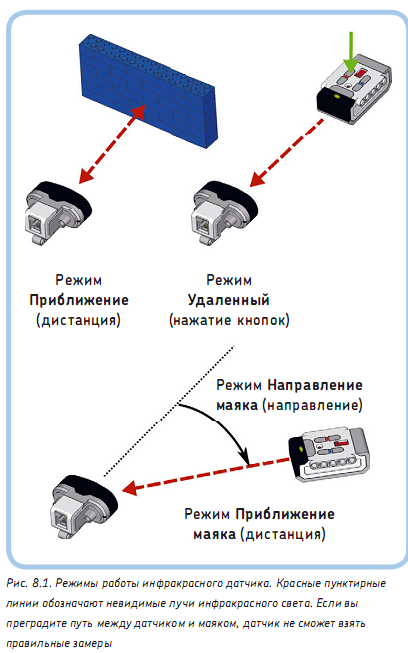 Режим
Приближение
(дистанция)
Режим
Удаленный
(нажатие кнопок)
Режим Направление
маяка (направление)
Режим Приближение
маяка (дистанция)
Рис. 8.1. Режимы работы инфракрасного датчика. Красные пунктирные
линии обозначают невидимые лучи инфракрасного света. Если вы
преградите путь между датчиком и маяком, датчик не сможет взять
правильные замеры